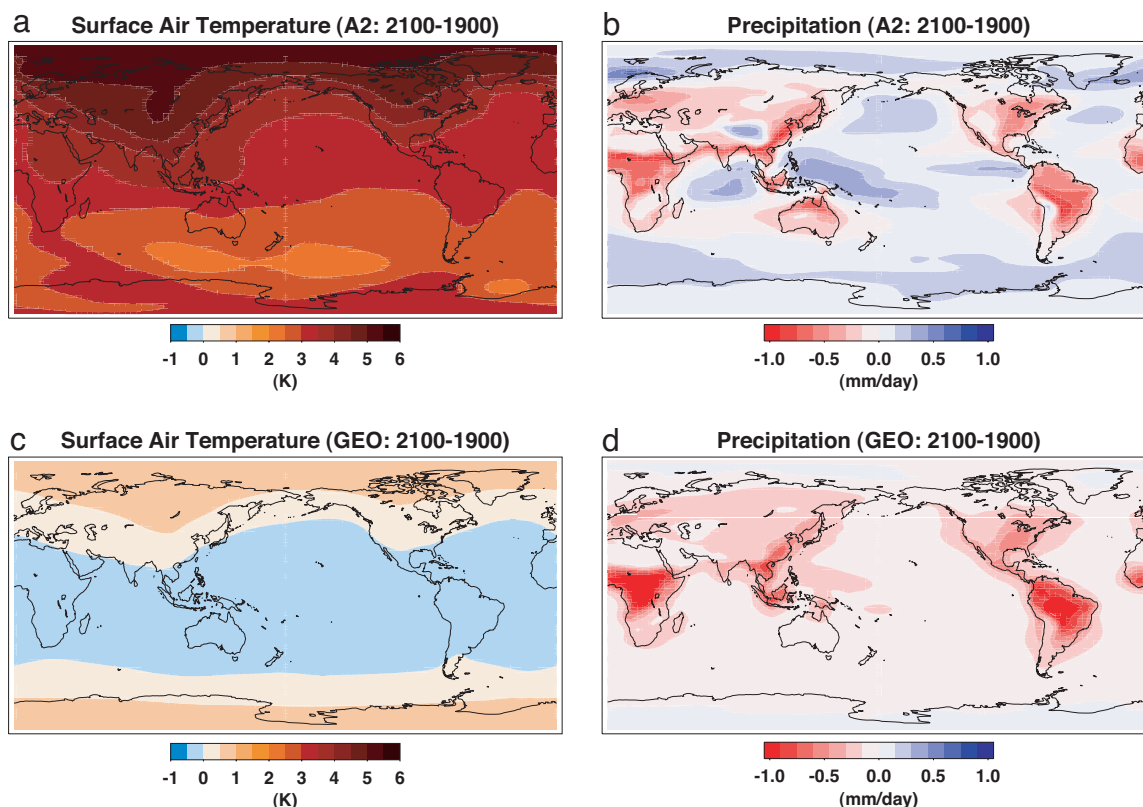 a
Surface Air Temperature (A2: 2100-1900)
-1 0 1 2 3 4 5 6
(K)
b
Precipitation (A2: 2100-1900)
-1.0 -0.5 0.0 0.5 1.0
(mm/day)
c
Surface Air Temperature (GEO: 2100-1900)
-1 0 1 2 3 4 5 6
(K)
d
Precipitation (GEO: 2100-1900)
-1.0 -0.5 0.0 0.5 1.0
(mm/day)